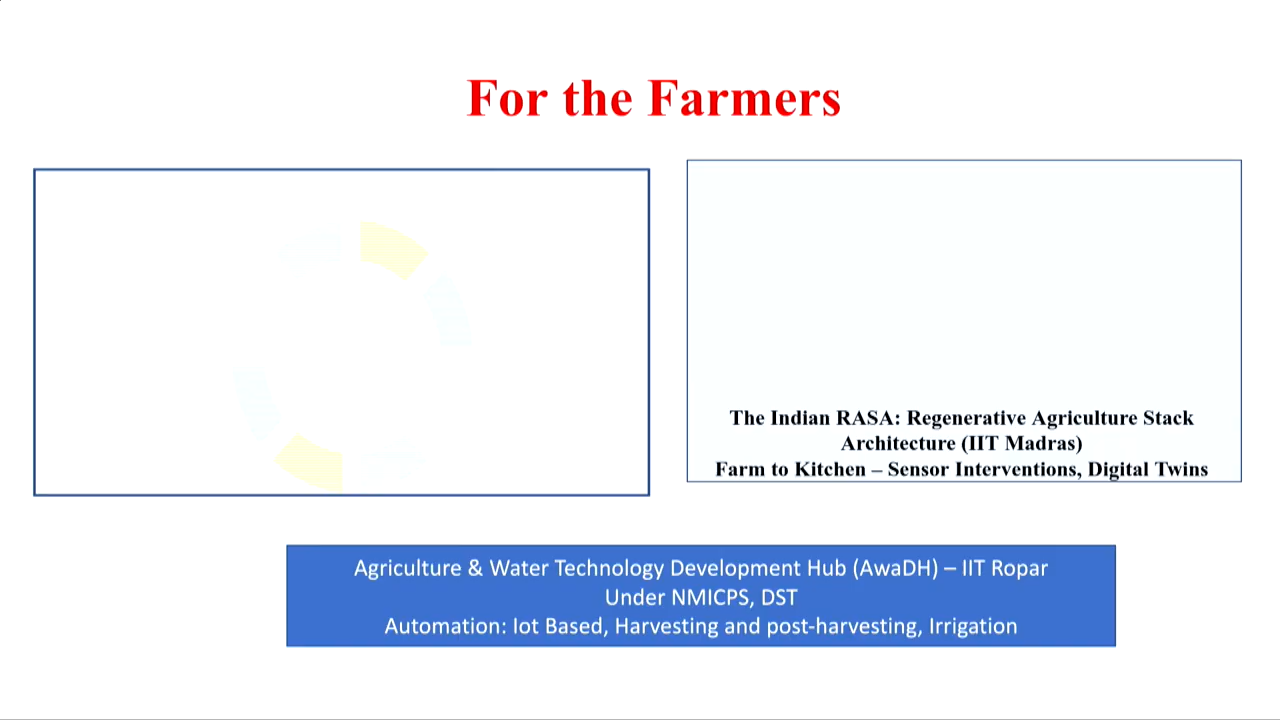 For the Farmers
The Indian RASA: Regenerative Agriculture Stack
Architecture (IIT Madras)
Farm to Kitchen – Sensor Interventions, Digital Twins
Agriculture & Water Technology Development Hub (AwaDH) – IIT Ropar
Under NMICPS, DST
Automation: Iot Based, Harvesting and post-harvesting, Irrigation